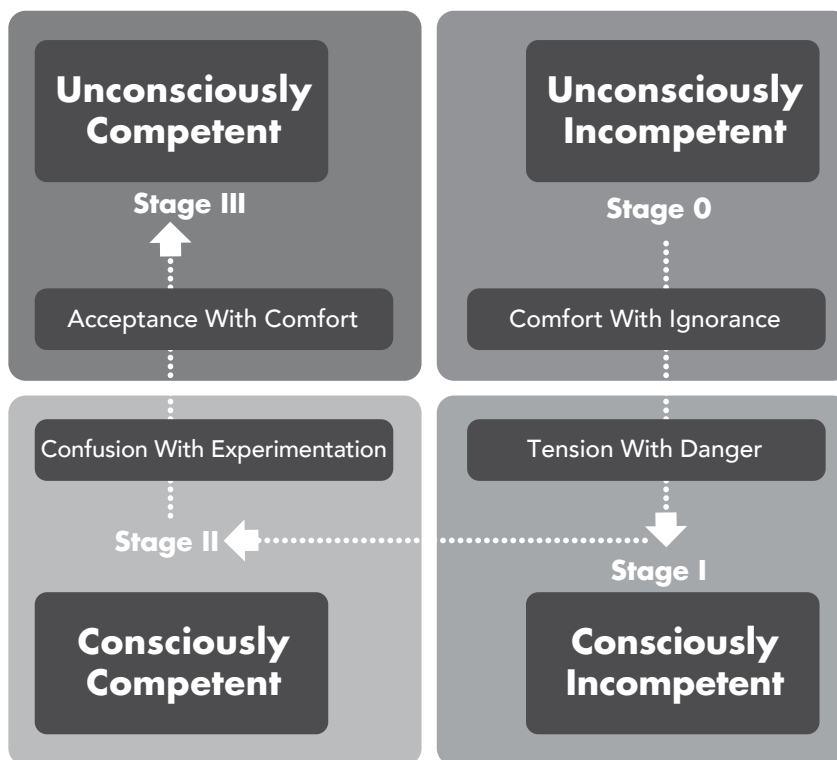 Unconsciously
Competent
Stage III
Acceptance With Comfort
Unconsciously
Incompetent
Stage 0
Comfort With Ignorance
Confusion With Experimentation
Stage II
Consciously
Competent
Tension With Danger
Stage I
Consciously
Incompetent